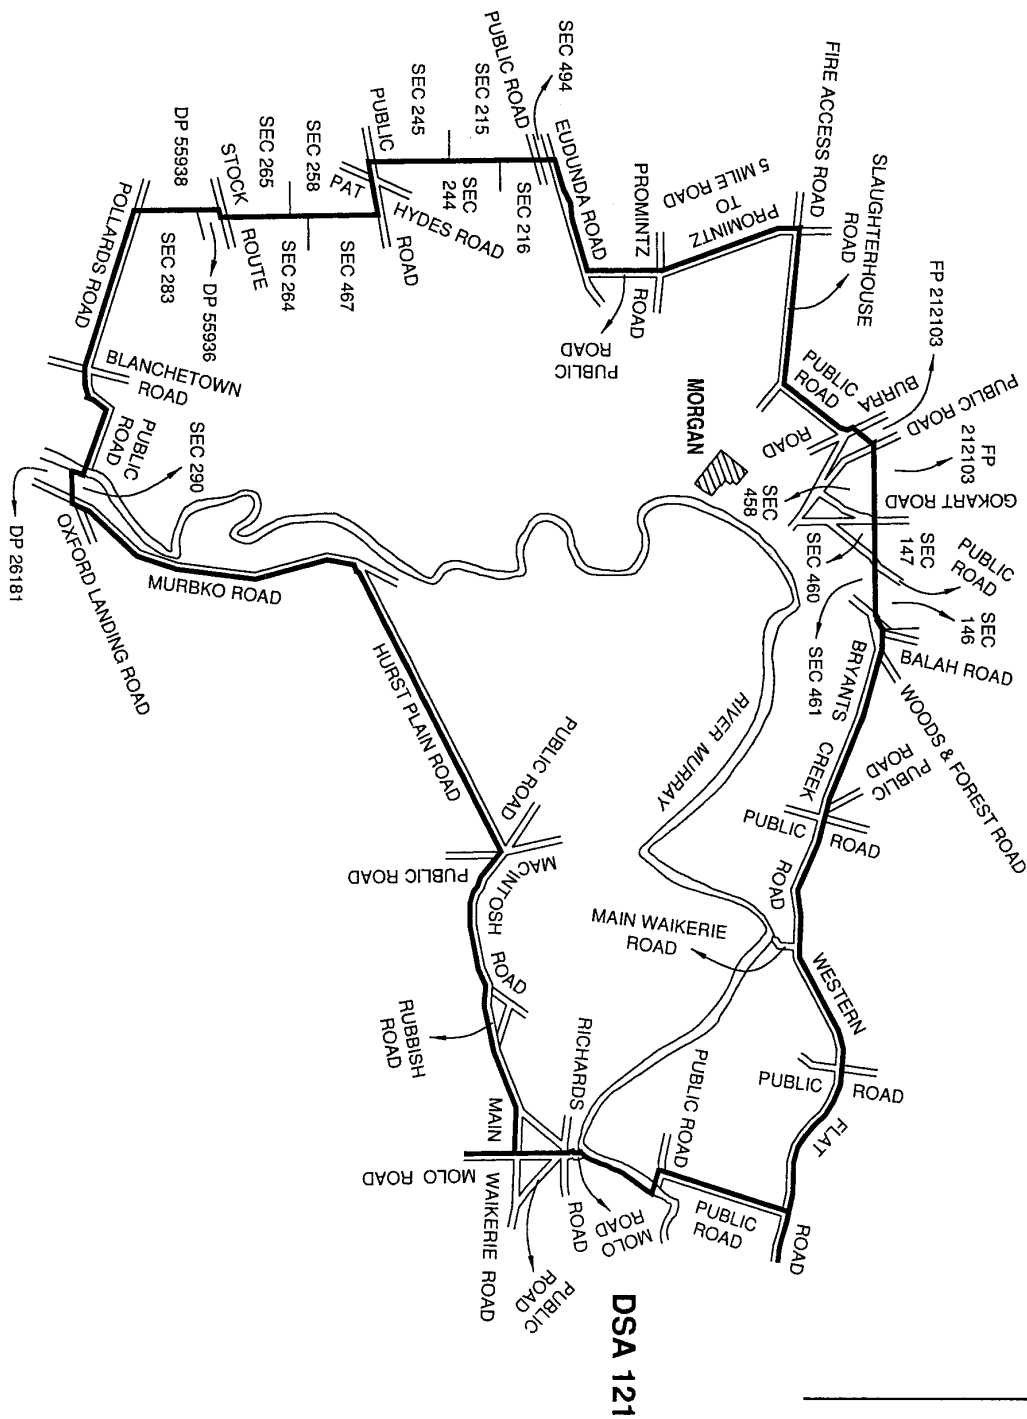 SEC 494
PUBLIC ROAD
SEC 215
SEC 245
PUBLIC
SEC 258
SEC 265
STOCK
DP 55938
POLLARDS ROAD
FIRE ACCESS ROAD
SLAUGHTERHOUSE
ROAD
5 MILE ROAD
TO
PROMINTZ
PROMINTZ
ROAD
EUDUNDA ROAD
SEC 216
SEC
244
HYDES ROAD
PAT
ROAD
SEC 467
SEC 264
ROUTE
DP 55936
SEC 283
PUBLIC
ROAD
FP 212103
PUBLIC
ROAD
BURRA
ROAD
PUBLIC ROAD
FP
212103
GOKART ROAD
MORGAN
SEC
458
SEC
147
SEC 460
PUBLIC
ROAD
SEC
146
SEC 461
BALAH ROAD
WOODS & FOREST ROAD
BLANCHETOWN
ROAD
PUBLIC
ROAD
SEC 290
DP 26181
OXFORD LANDING ROAD
MURBKO ROAD
HURST PLAIN ROAD
RIVER MURRAY
BRYANTS
CREEK
ROAD
PUBLIC
ROAD
PUBLIC
ROAD
PUBLIC ROAD
PUBLIC ROAD
MACINTOSH
ROAD
MAIN WAIKERIE
ROAD
WESTERN
FLAT
ROAD
PUBLIC
ROAD
RUBBISH
ROAD
RICHARDS
ROAD
PUBLIC ROAD
MAIN
WAIKERIE ROAD
MOLO ROAD
MOLO
ROAD
PUBLIC
ROAD
PUBLIC
ROAD
DSA 121